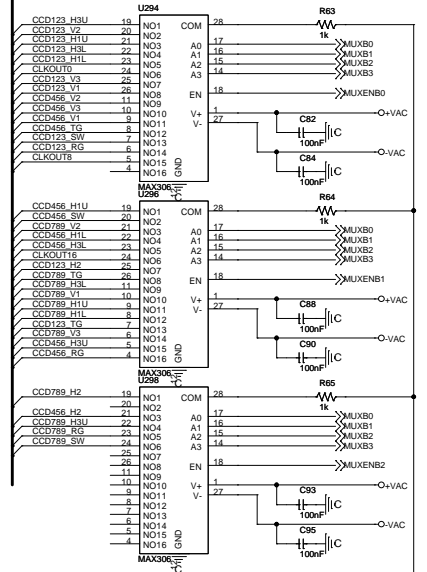 U294
CCD123_H3U 19 NO1 COM 28 R63 1k
CCD123_V2 20 NO2
CCD123_H1U 21 NO3 A0 17 MUXB0
CCD123_H3L 22 NO4 A1 16 MUXB1
CCD123_H1L 23 NO5 A2 15 MUXB2
CLKOUT0 24 NO6 A3 14 MUXB3
CCD123_V3 25 NO7
CCD123_V1 26 NO8 EN 18 MUXENB0
CCD456_V2 11 NO9
CCD456_V3 10 NO10 V+ 1 +VAC
CCD456_V1 9 NO11 V- 27 C82
CCD456_TG 8 NO12 100nF C
CCD123_SW 7 NO13
CCD123_RG 6 NO14 -VAC
CLKOUT8 5 NO15 C84
4 NO16 GND 100nF C
MAX306 12
U296
CCD456_H1U 19 NO1 COM 28 R64 1k
CCD456_SW 20 NO2
CCD789_V2 21 NO3 A0 17 MUXB0
CCD456_H1L 22 NO4 A1 16 MUXB1
CCD456_H3L 23 NO5 A2 15 MUXB2
CLKOUT16 24 NO6 A3 14 MUXB3
CCD123_H2 25 NO7
CCD789_TG 26 NO8 EN 18 MUXENB1
CCD789_H3L 11 NO9
CCD789_V1 10 NO10 V+ 1 +VAC
CCD789_H1U 9 NO11 V- 27 C88
CCD789_H1L 8 NO12 100nF C
CCD123_TG 7 NO13
CCD789_V3 6 NO14 -VAC
CCD456_H3U 5 NO15 C90
CCD456_RG 4 NO16 GND 100nF C
MAX306 12
U298
CCD789_H2 19 NO1 COM 28 R65 1k
20 NO2
CCD456_H2 21 NO3 A0 17 MUXB0
CCD789_H3U 22 NO4 A1 16 MUXB1
CCD789_RG 23 NO5 A2 15 MUXB2
CCD789_SW 24 NO6 A3 14 MUXB3
25 NO7
26 NO8 EN 18 MUXENB2
11 NO9
10 NO10 V+ 1 +VAC
9 NO11 V- 27 C93
8 NO12 100nF C
7 NO13
6 NO14 -VAC
5 NO15 C95
4 NO16 GND 100nF C
MAX306 12